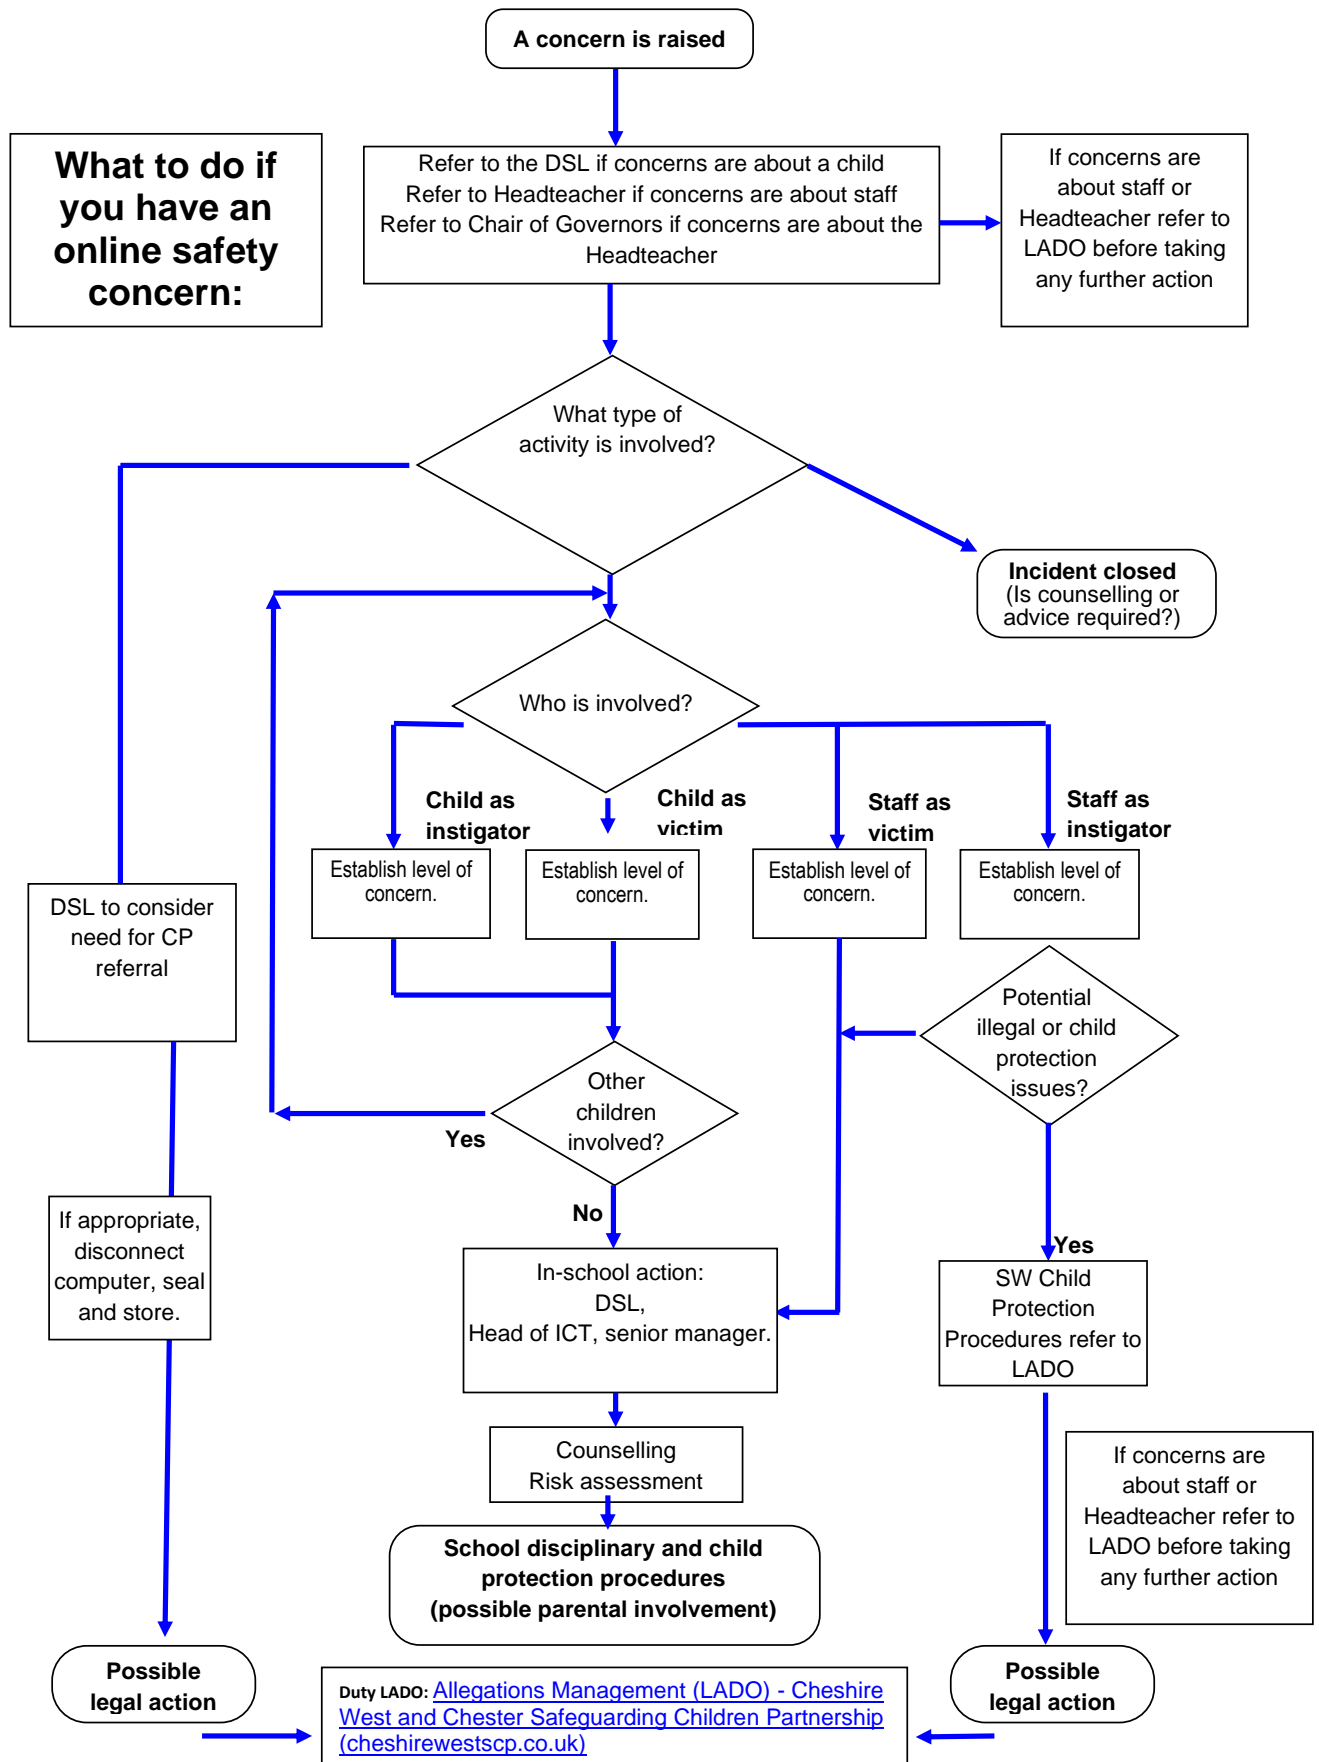 A concern is raised
What to do if
you have an
online safety
concern:
Refer to the DSL if concerns are about a child
Refer to Headteacher if concerns are about staff
Refer to Chair of Governors if concerns are about the
Headteacher
If concerns are
about staff or
Headteacher refer to
LADO before taking
any further action
What type of
activity is involved?
Incident closed
(Is counselling or
advice required?)
Who is involved?
Child as
instigator
Child as
victim
Staff as
victim
Staff as
instigator
Establish level of
concern.
Establish level of
concern.
Establish level of
concern.
Establish level of
concern.
DSL to consider
need for CP
referral
Potential
illegal or child
protection
issues?
Other
children
involved?
Yes
No
If appropriate,
disconnect
computer, seal
and store.
In-school action:
DSL,
Head of ICT, senior manager.
Yes
SW Child
Protection
Procedures refer to
LADO
Counselling
Risk assessment
If concerns are
about staff or
Headteacher refer to
LADO before taking
any further action
School disciplinary and child
protection procedures
(possible parental involvement)
Possible
legal action
Possible
legal action
Duty LADO: Allegations Management (LADO) - Cheshire
West and Chester Safeguarding Children Partnership
(cheshirewestscp.co.uk)